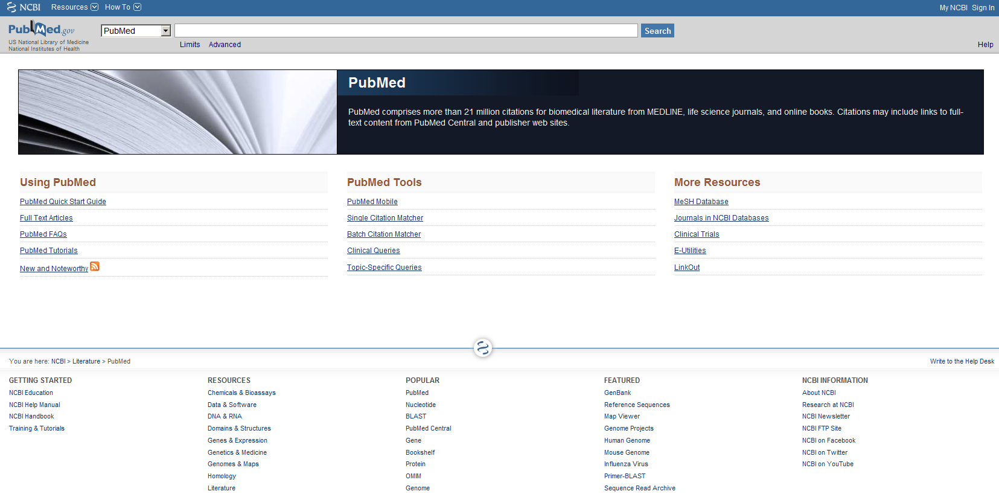 NCBI Resources How To My NCBI Sign In
PubMed.gov
US National Library of Medicine
National Institutes of Health
PubMed
Search
Limits Advanced
Help
PubMed
PubMed comprises more than 21 million citations for biomedical literature from MEDLINE, life science journals, and online books. Citations may include links to full-
text content from PubMed Central and publisher web sites.
Using PubMed
PubMed Quick Start Guide
Full Text Articles
PubMed FAQs
PubMed Tutorials
New and Noteworthy
PubMed Tools
PubMed Mobile
Single Citation Matcher
Batch Citation Matcher
Clinical Queries
Topic-Specific Queries
More Resources
MeSH Database
Journals in NCBI Databases
Clinical Trials
E-Utilities
LinkOut
You are here: NCBI > Literature > PubMed
Write to the Help Desk
GETTING STARTED
NCBI Education
NCBI Help Manual
NCBI Handbook
Training & Tutorials
RESOURCES
Chemicals & Bioassays
Data & Software
DNA & RNA
Domains & Structures
Genes & Expression
Genetics & Medicine
Genomes & Maps
Homology
Literature
POPULAR
PubMed
Nucleotide
BLAST
PubMed Central
Gene
Bookshelf
Protein
OMIM
Genome
FEATURED
GenBank
Reference Sequences
Map Viewer
Genome Projects
Human Genome
Mouse Genome
Influenza Virus
Primer-BLAST
Sequence Read Archive
NCBI INFORMATION
About NCBI
Research at NCBI
NCBI Newsletter
NCBI FTP Site
NCBI on Facebook
NCBI on Twitter
NCBI on YouTube